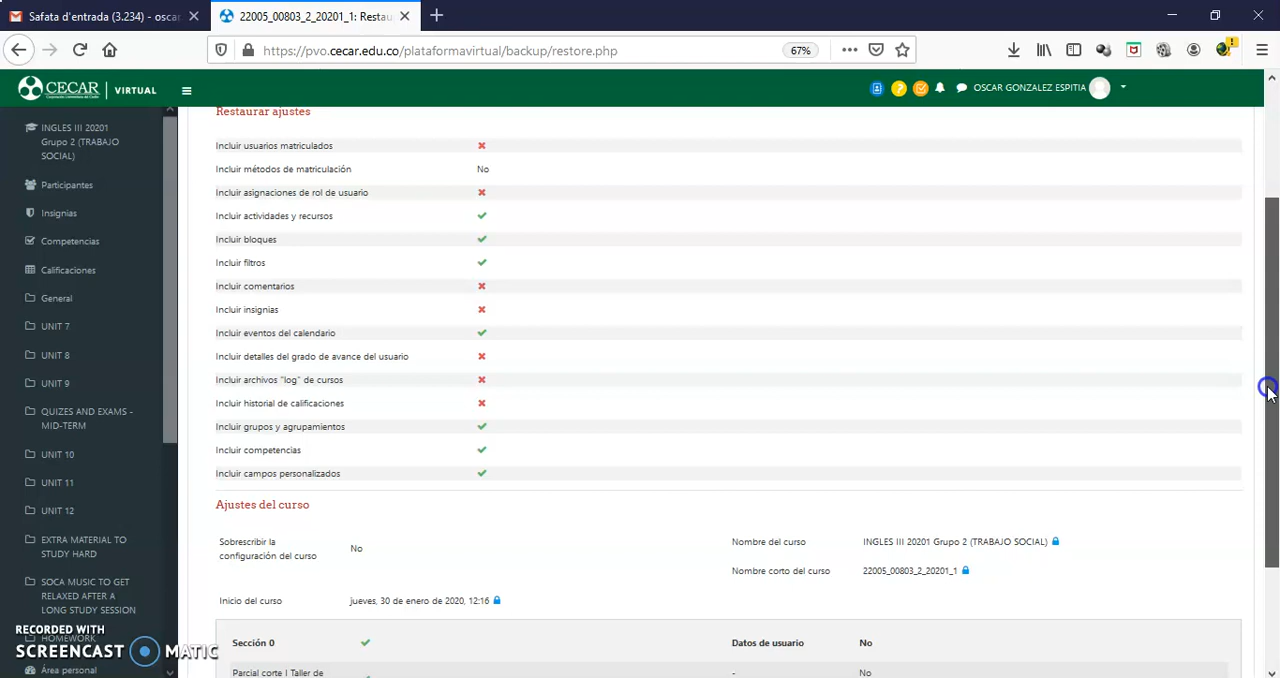 Safata d'entrada (3.234) - oscar
22005_00803_2_20201_1: Restau
https://pvo.cecar.edu.co/plataformavirtual/backup/restore.php
67%
CECAR
VIRTUAL
OSCAR GONZALEZ ESPITIA
INGLES III 20201
Grupo 2 (TRABAJO
SOCIAL)
Participantes
Insignias
Competencias
Calificaciones
General
UNIT 7
UNIT 8
UNIT 9
QUIZES AND EXAMS -
MID-TERM
UNIT 10
UNIT 11
UNIT 12
EXTRA MATERIAL TO
STUDY HARD
SOCA MUSIC TO GET
RELAXED AFTER A
LONG STUDY SESSION
HOMEWORK
Área personal
Restaurar ajustes
Incluir usuarios matriculados
Incluir métodos de matriculación No
Incluir asignaciones de rol de usuario
Incluir actividades y recursos
Incluir bloques
Incluir filtros
Incluir comentarios
Incluir insignias
Incluir eventos del calendario
Incluir detalles del grado de avance del usuario
Incluir archivos "log" de cursos
Incluir historial de calificaciones
Incluir grupos y agrupamientos
Incluir competencias
Incluir campos personalizados
Ajustes del curso
Sobrescribir la
configuración del curso
No
Nombre del curso INGLES III 20201 Grupo 2 (TRABAJO SOCIAL)
Nombre corto del curso 22005_00803_2_20201_1
Inicio del curso jueves, 30 de enero de 2020, 12:16
Sección 0 Datos de usuario No
Parcial corte I Taller de - No
RECORDED WITH
SCREENCAST MATIC